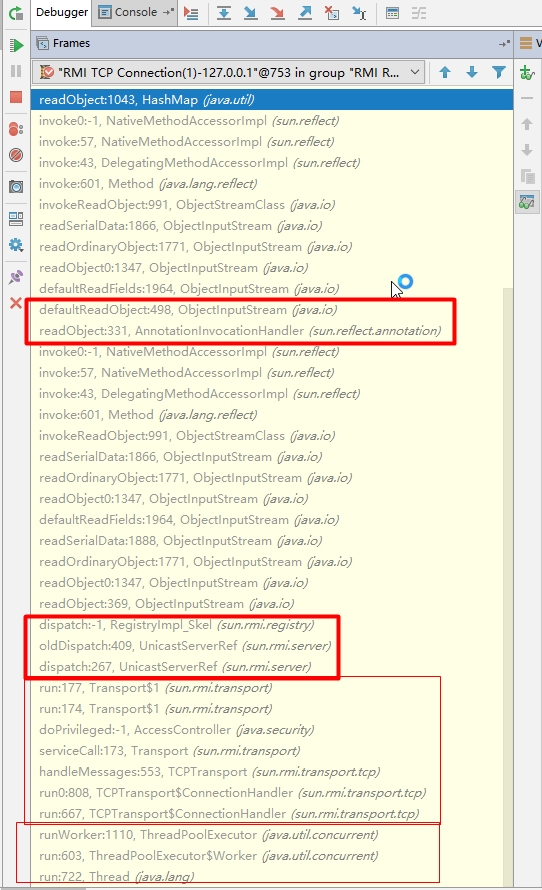 Debugger
Console
Frames
"RMI TCP Connection(1)-127.0.0.1"@753 in group "RMI R...
V
readObject:1043, HashMap (java.util)
invoke0:-1, NativeMethodAccessorImpl (sun.reflect)
invoke:57, NativeMethodAccessorImpl (sun.reflect)
invoke:43, DelegatingMethodAccessorImpl (sun.reflect)
invoke:601, Method (java.lang.reflect)
invokeReadObject:991, ObjectStreamClass (java.io)
readSerialData:1866, ObjectInputStream (java.io)
readOrdinaryObject:1771, ObjectInputStream (java.io)
readObject0:1347, ObjectInputStream (java.io)
defaultReadFields:1964, ObjectInputStream (java.io)
defaultReadObject:498, ObjectInputStream (java.io)
readObject:331, AnnotationInvocationHandler (sun.reflect.annotation)
invoke0:-1, NativeMethodAccessorImpl (sun.reflect)
invoke:57, NativeMethodAccessorImpl (sun.reflect)
invoke:43, DelegatingMethodAccessorImpl (sun.reflect)
invoke:601, Method (java.lang.reflect)
invokeReadObject:991, ObjectStreamClass (java.io)
readSerialData:1866, ObjectInputStream (java.io)
readOrdinaryObject:1771, ObjectInputStream (java.io)
readObject0:1347, ObjectInputStream (java.io)
defaultReadFields:1964, ObjectInputStream (java.io)
readSerialData:1888, ObjectInputStream (java.io)
readOrdinaryObject:1771, ObjectInputStream (java.io)
readObject0:1347, ObjectInputStream (java.io)
readObject:369, ObjectInputStream (java.io)
dispatch:-1, RegistryImpl_Skel (sun.rmi.registry)
oldDispatch:409, UnicastServerRef (sun.rmi.server)
dispatch:267, UnicastServerRef (sun.rmi.server)
run:177, Transport$1 (sun.rmi.transport)
run:174, Transport$1 (sun.rmi.transport)
doPrivileged:-1, AccessController (java.security)
serviceCall:173, Transport (sun.rmi.transport)
handleMessages:553, TCPTransport (sun.rmi.transport.tcp)
run0:808, TCPTransport$ConnectionHandler (sun.rmi.transport.tcp)
run:667, TCPTransport$ConnectionHandler (sun.rmi.transport.tcp)
runWorker:1110, ThreadPoolExecutor (java.util.concurrent)
run:603, ThreadPoolExecutor$Worker (java.util.concurrent)
run:722, Thread (java.lang)